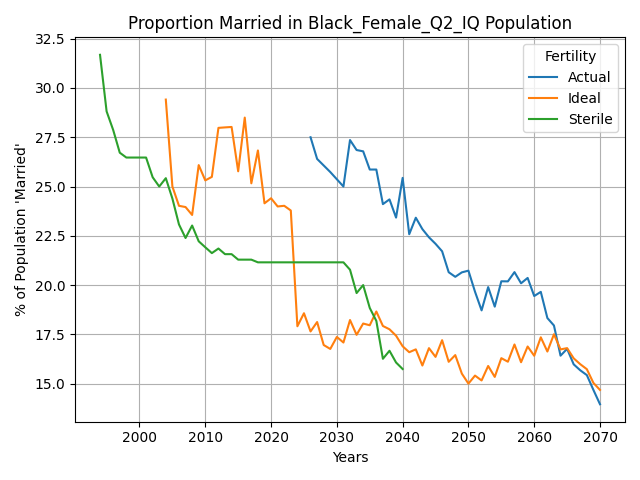 Proportion Married in Black_Female_Q2_IQ Population
% of Population 'Married'
32.5
30.0
27.5
25.0
22.5
20.0
17.5
15.0
Fertility
Actual
Ideal
Sterile
2000 2010 2020 2030 2040 2050 2060 2070
Years